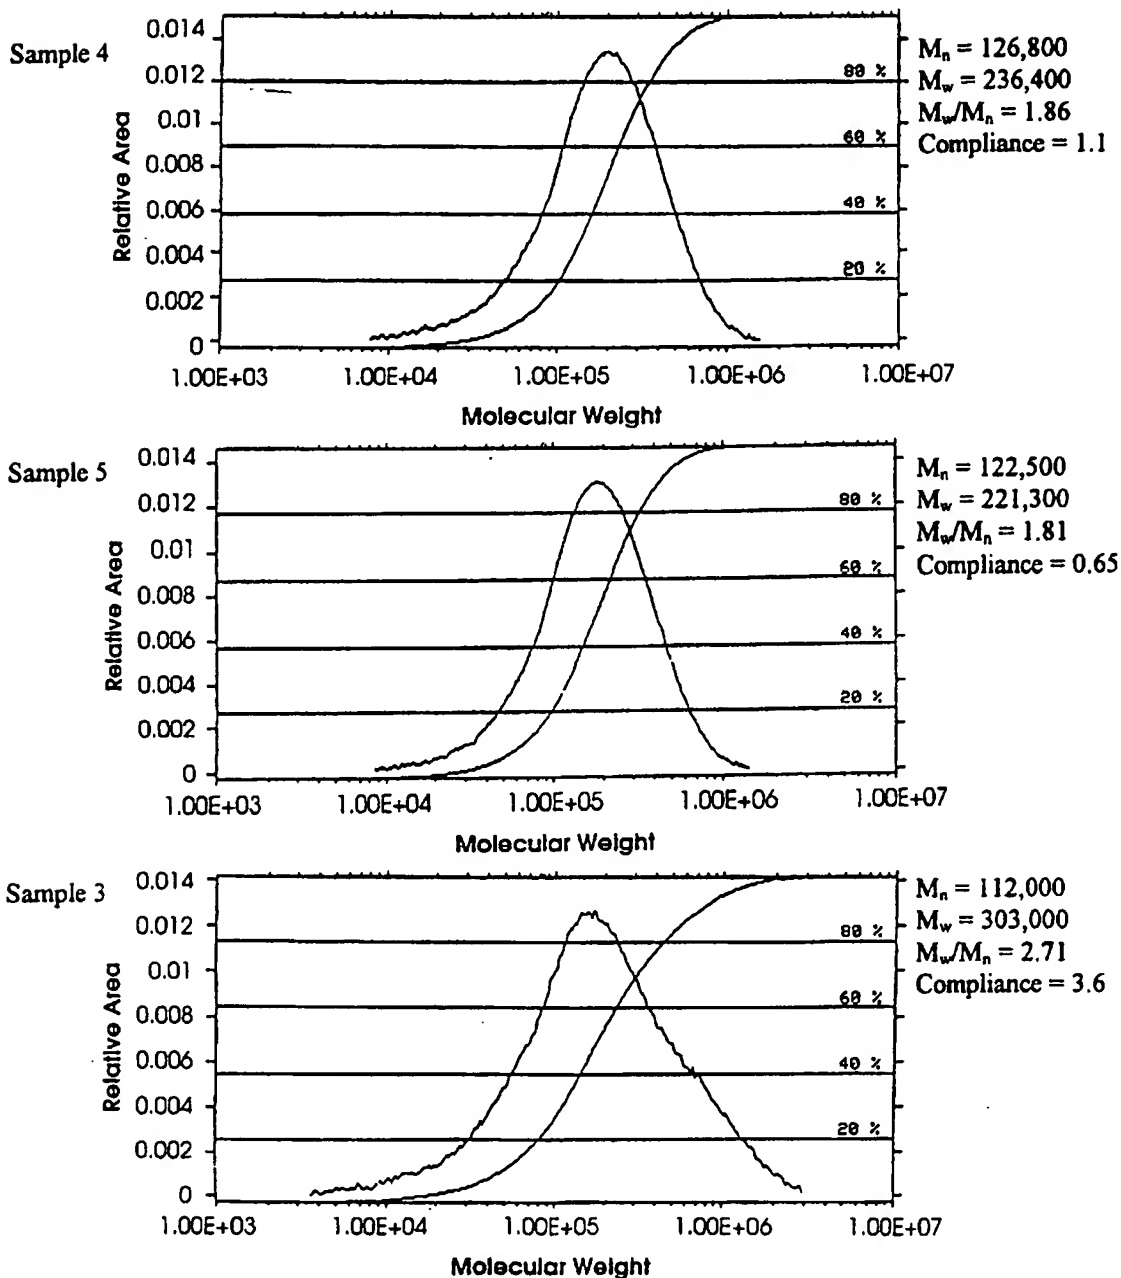 Sample 4
0.014
0.012
0.01
0.008
0.006
0.004
0.002
0
Relative Area
80 %
60 %
40 %
20 %
1.00E+03 1.00E+04 1.00E+05 1.00E+06 1.00E+07
Molecular Weight
Mn = 126,800
Mw = 236,400
Mw/Mn = 1.86
Compliance = 1.1
Sample 5
0.014
0.012
0.01
0.008
0.006
0.004
0.002
0
Relative Area
80 %
60 %
40 %
20 %
1.00E+03 1.00E+04 1.00E+05 1.00E+06 1.00E+07
Molecular Weight
Mn = 122,500
Mw = 221,300
Mw/Mn = 1.81
Compliance = 0.65
Sample 3
0.014
0.012
0.01
0.008
0.006
0.004
0.002
0
Relative Area
80 %
60 %
40 %
20 %
1.00E+03 1.00E+04 1.00E+05 1.00E+06 1.00E+07
Molecular Weight
Mn = 112,000
Mw = 303,000
Mw/Mn = 2.71
Compliance = 3.6